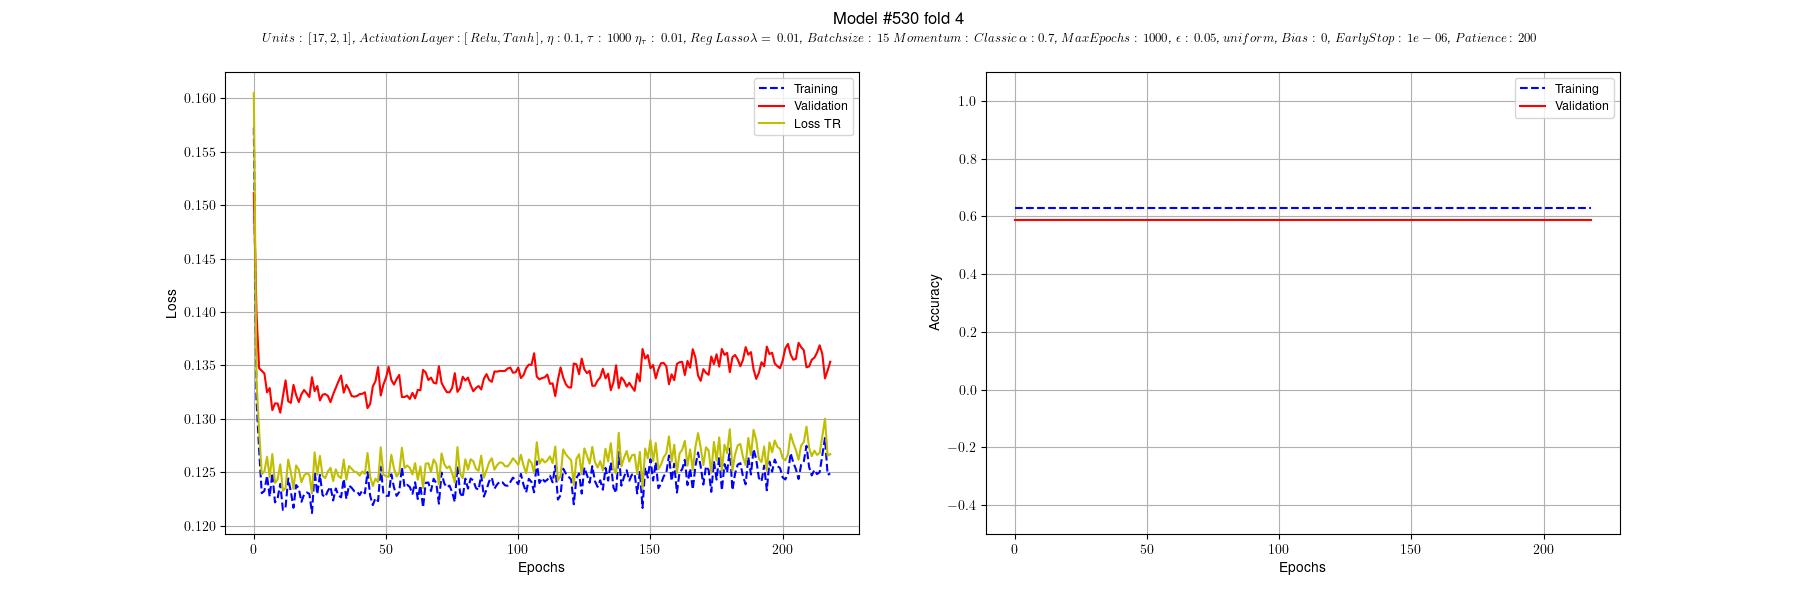 Model #530 fold 4
Units : [17, 2, 1], ActivationLayer : [Relu, Tanh], η : 0.1, τ : 1000 ητ : 0.01, Reg Lassoλ = 0.01, Batchsize : 15 Momentum : Classic α : 0.7, MaxEpochs : 1000, ϵ : 0.05, uniform, Bias : 0, EarlyStop : 1e − 06, Patience : 200
Training
Validation
Loss TR
0.160
0.155
0.150
0.145
0.140
0.135
0.130
0.125
0.120
Loss
0 50 100 150 200
Epochs
Training
Validation
1.0
0.8
0.6
0.4
0.2
0.0
−0.2
−0.4
Accuracy
0 50 100 150 200
Epochs